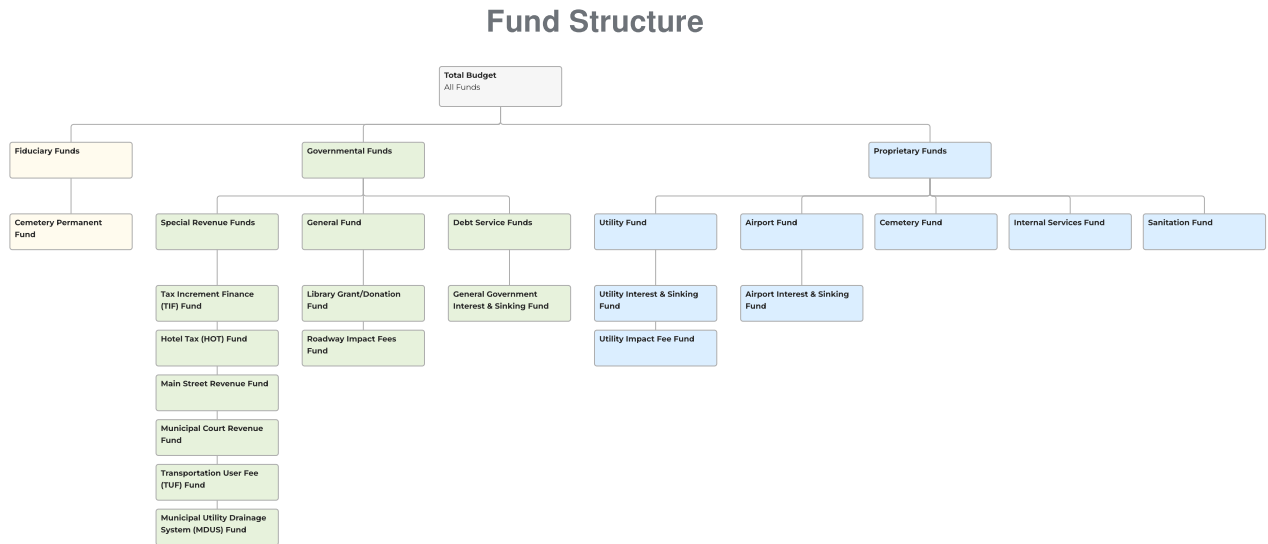 Fund Structure
Total Budget
All Funds
Fiduciary Funds
Governmental Funds
Proprietary Funds
Cemetery Permanent
Fund
Special Revenue Funds
General Fund
Debt Service Funds
Utility Fund
Airport Fund
Cemetery Fund
Internal Services Fund
Sanitation Fund
Tax Increment Finance
(TIF) Fund
Library Grant/Donation
Fund
General Government
Interest & Sinking Fund
Utility Interest & Sinking
Fund
Airport Interest & Sinking
Fund
Hotel Tax (HOT) Fund
Roadway Impact Fees
Fund
Utility Impact Fee Fund
Main Street Revenue Fund
Municipal Court Revenue
Fund
Transportation User Fee
(TUF) Fund
Municipal Utility Drainage
System (MDUS) Fund